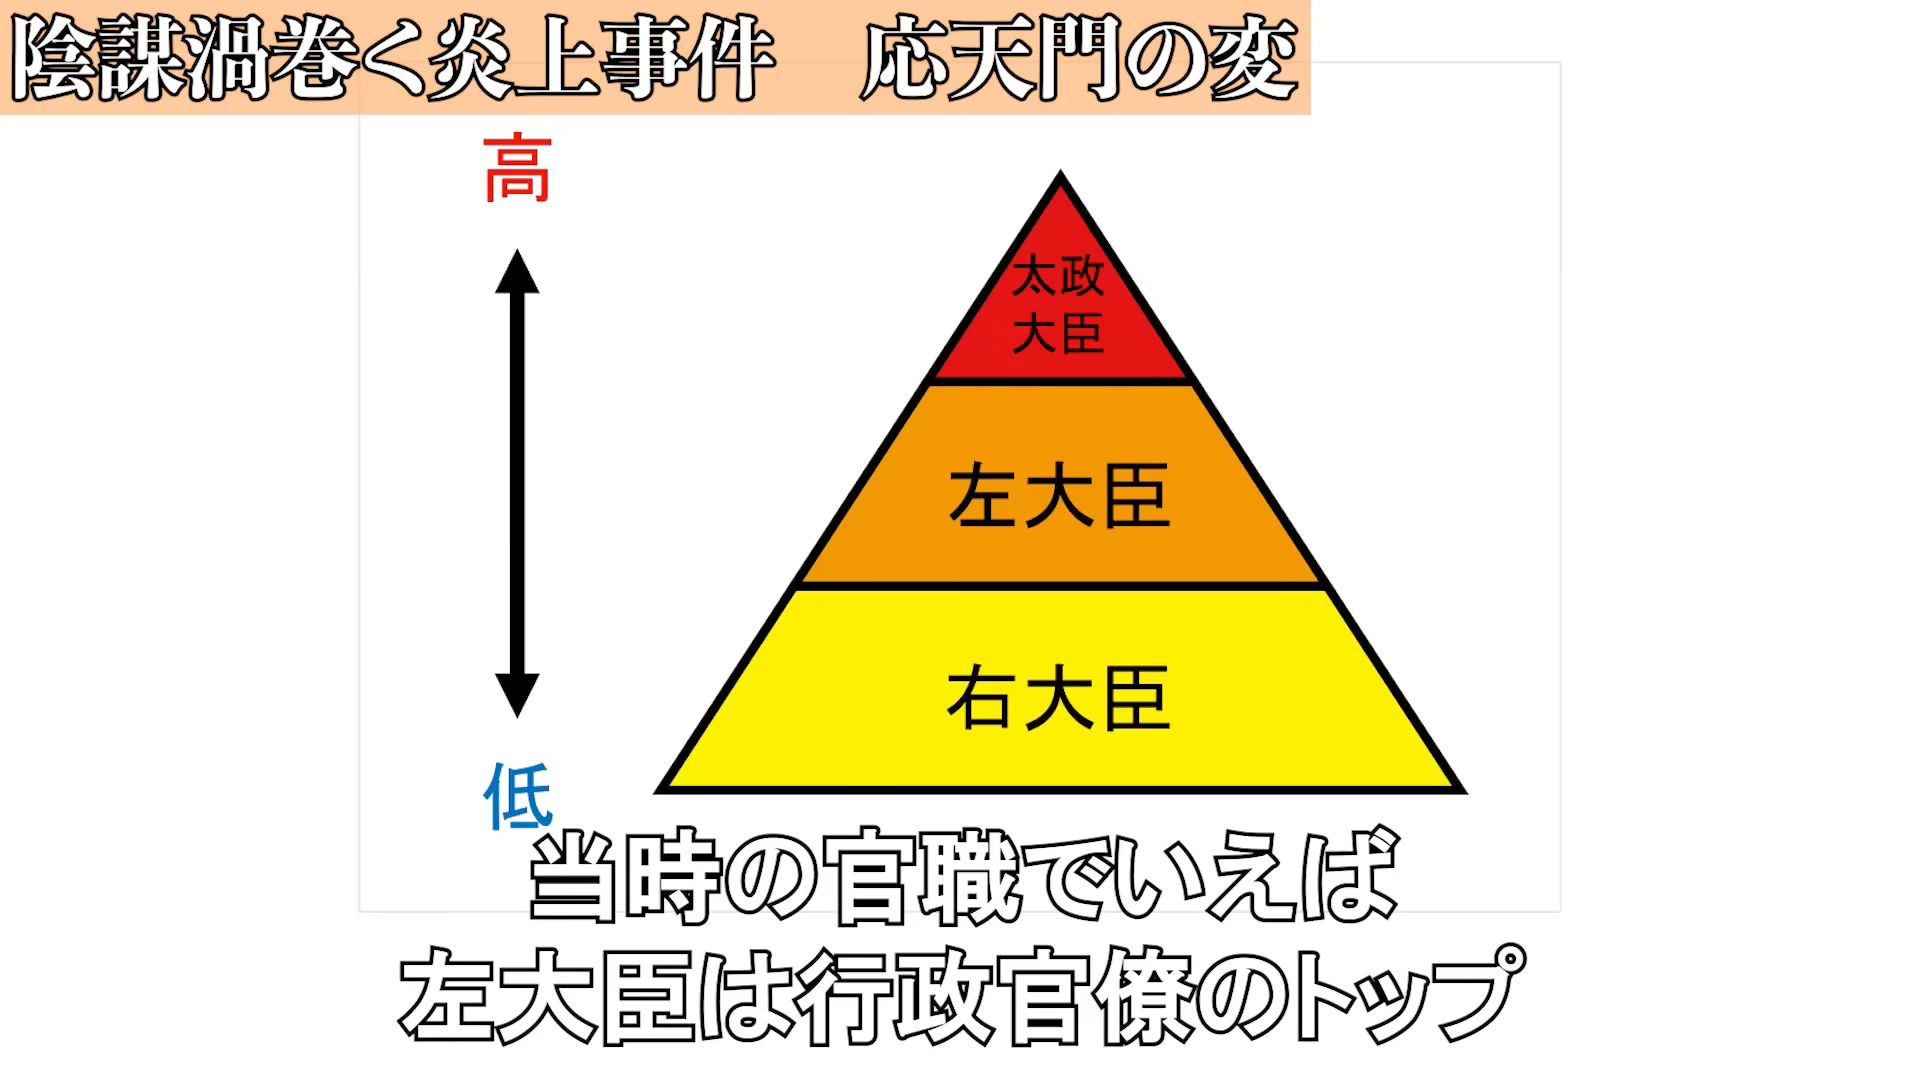 陰謀渦巻く炎上事件　応天門の変
高
太政
大臣
左大臣
右大臣
低
当時の官職でいえば
左大臣は行政官僚のトップ